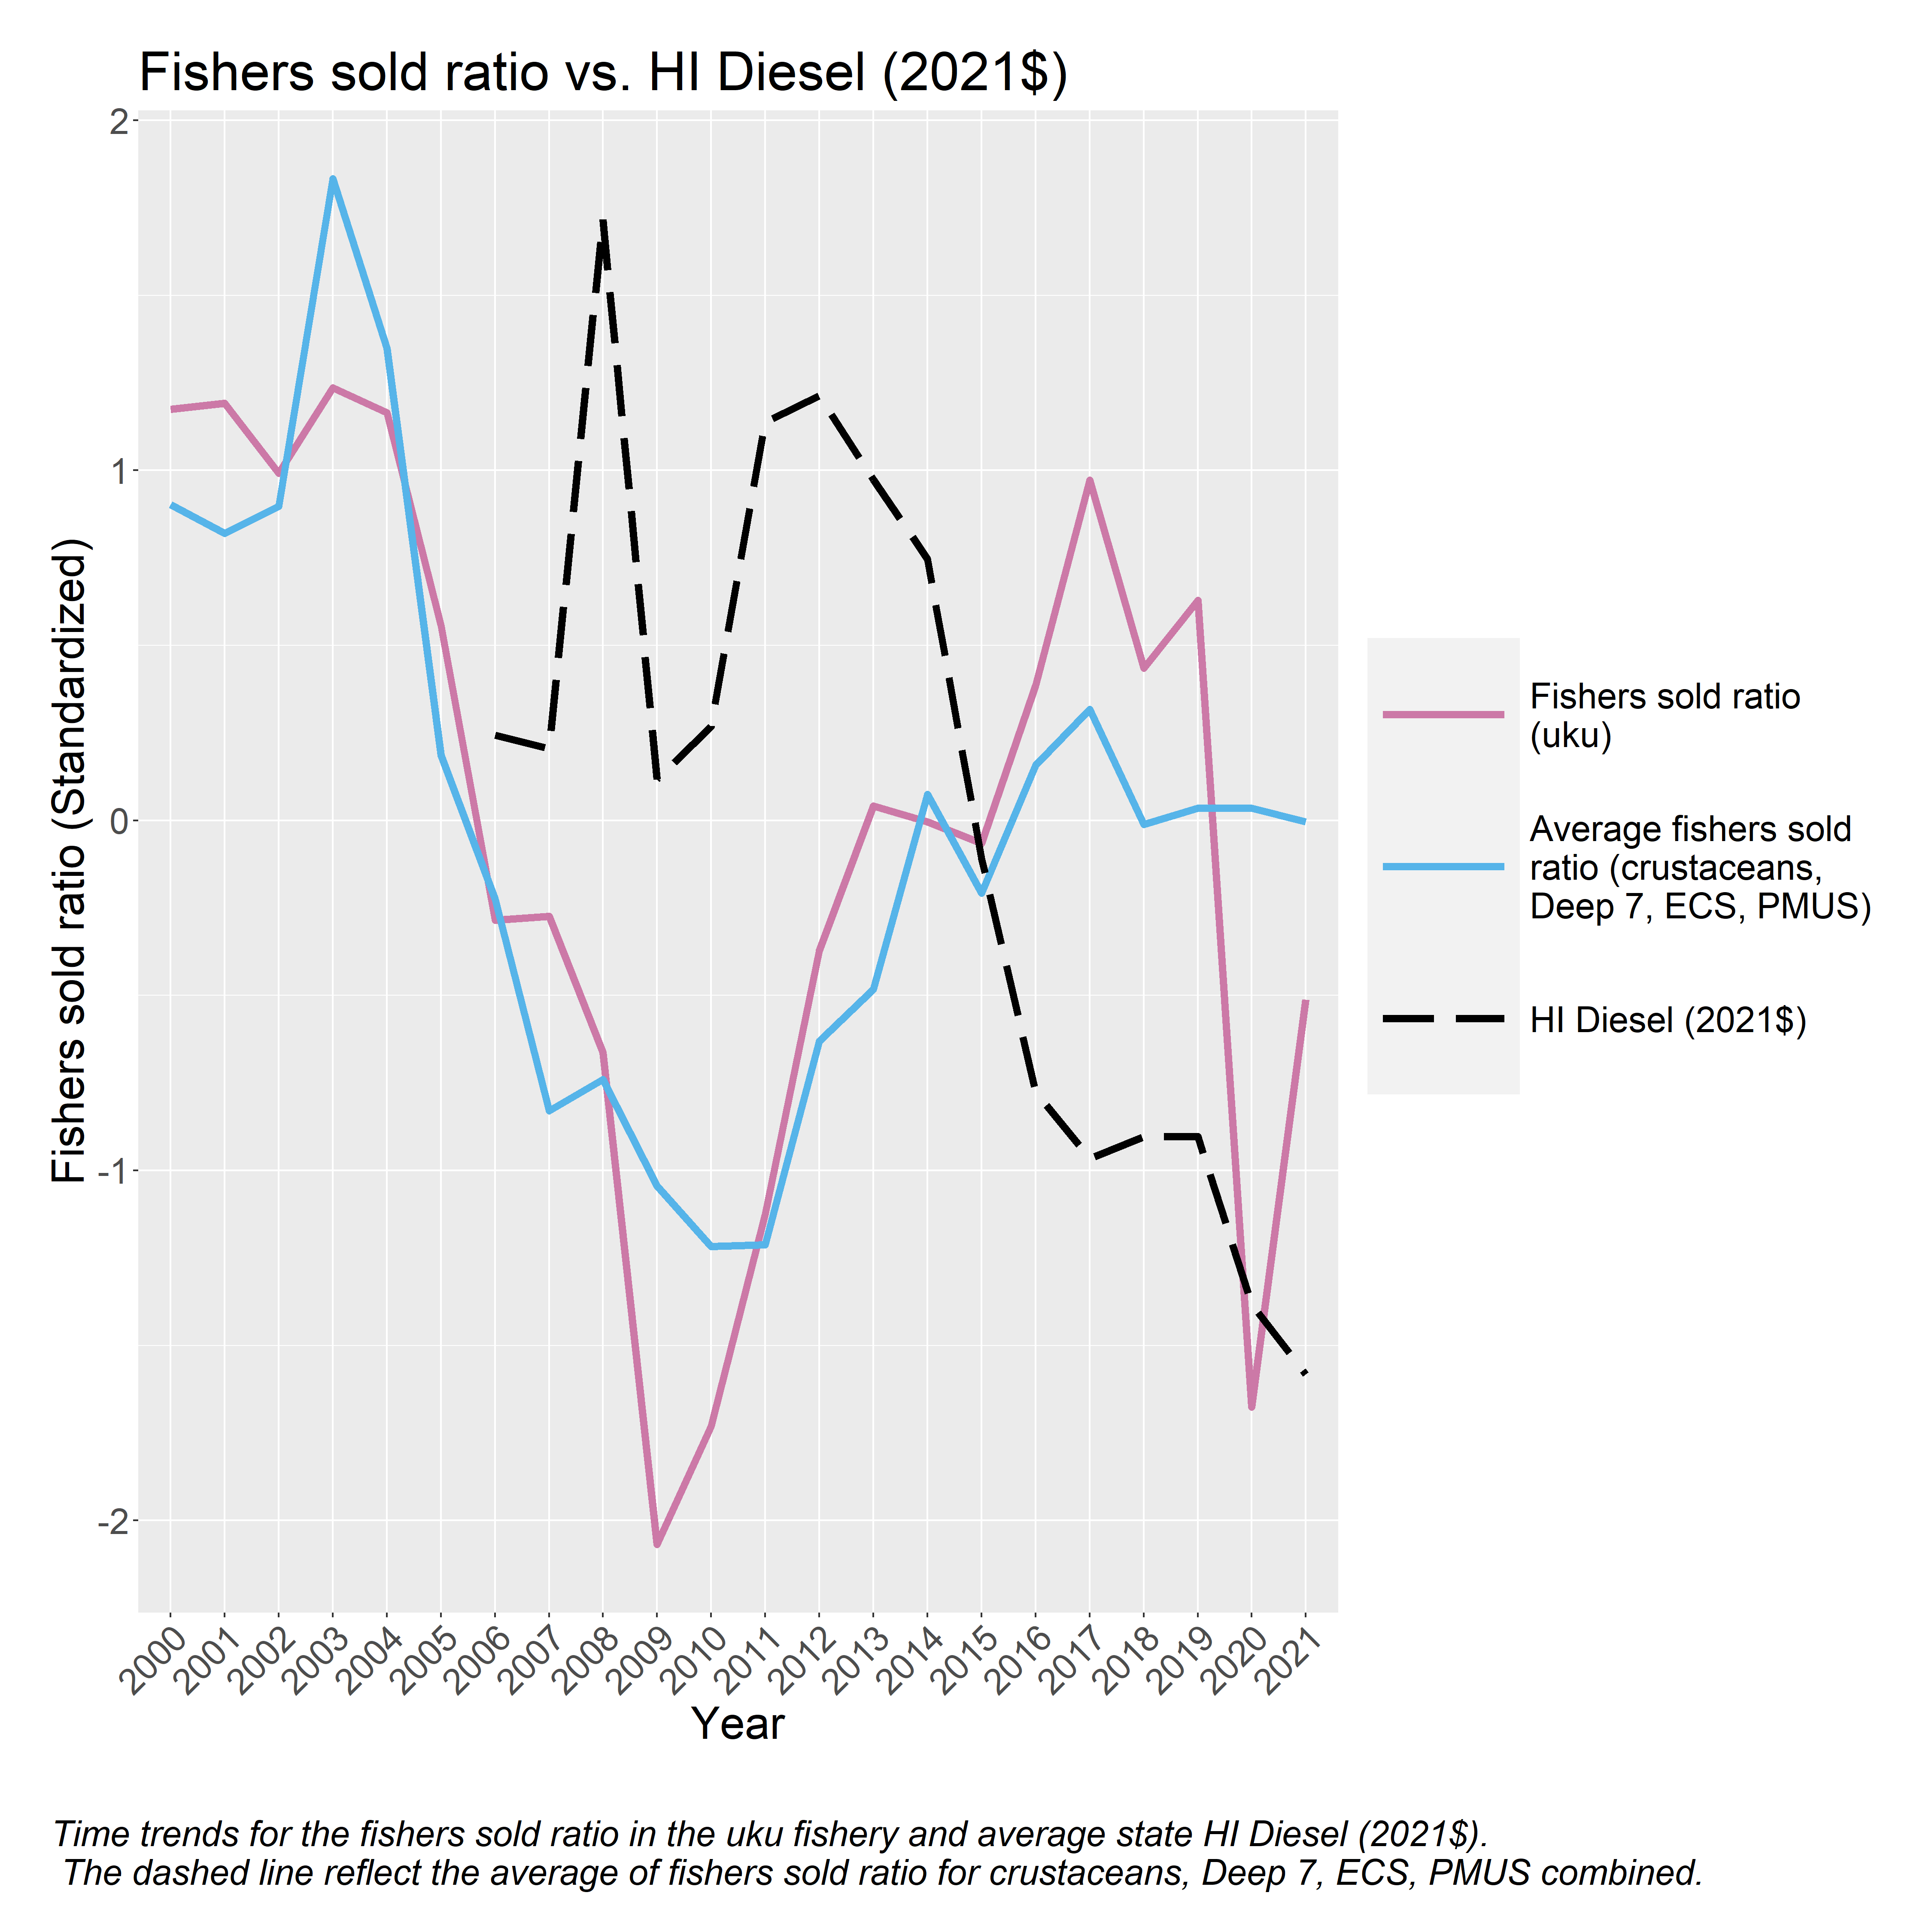 Fishers sold ratio vs. HI Diesel (2021$)
2
1
0
-1
-2
Fishers sold ratio (Standardized)
2000
2001
2002
2003
2004
2005
2006
2007
2008
2009
2010
2011
2012
2013
2014
2015
2016
2017
2018
2019
2020
2021
Year
Fishers sold ratio
(uku)
Average fishers sold
ratio (crustaceans,
Deep 7, ECS, PMUS)
HI Diesel (2021$)
Time trends for the fishers sold ratio in the uku fishery and average state HI Diesel (2021$).
The dashed line reflect the average of fishers sold ratio for crustaceans, Deep 7, ECS, PMUS combined.